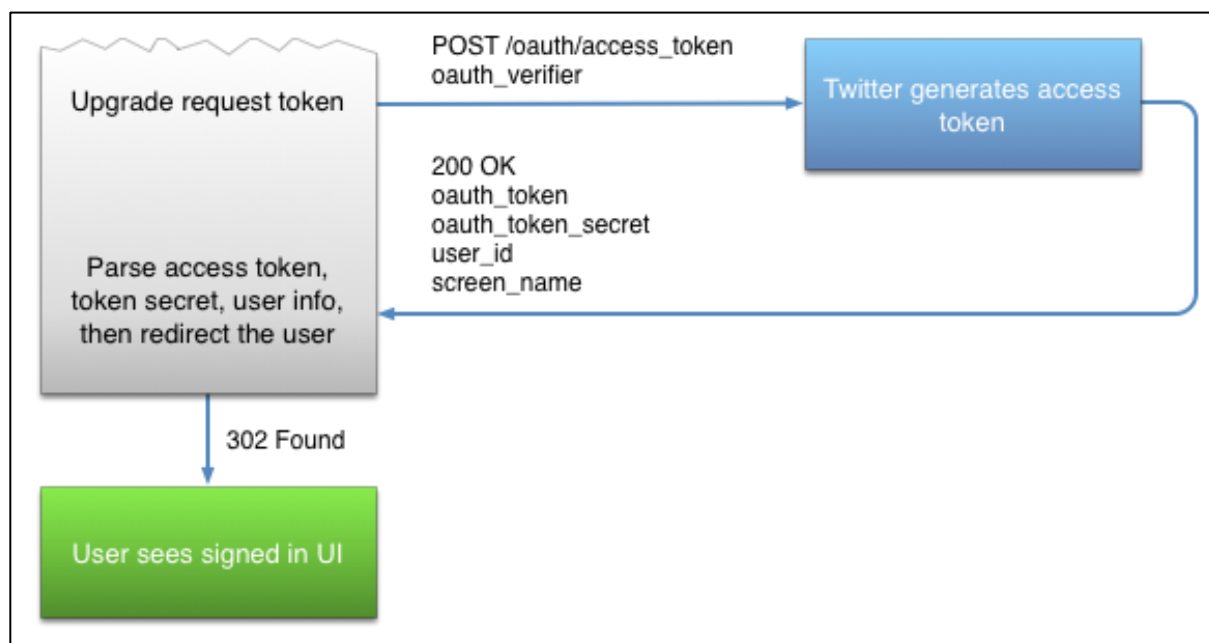 POST /oauth/access_token
oauth_verifier
Upgrade request token
Twitter generates access
token
200 OK
oauth_token
oauth_token_secret
user_id
screen_name
Parse access token,
token secret, user info,
then redirect the user
302 Found
User sees signed in UI